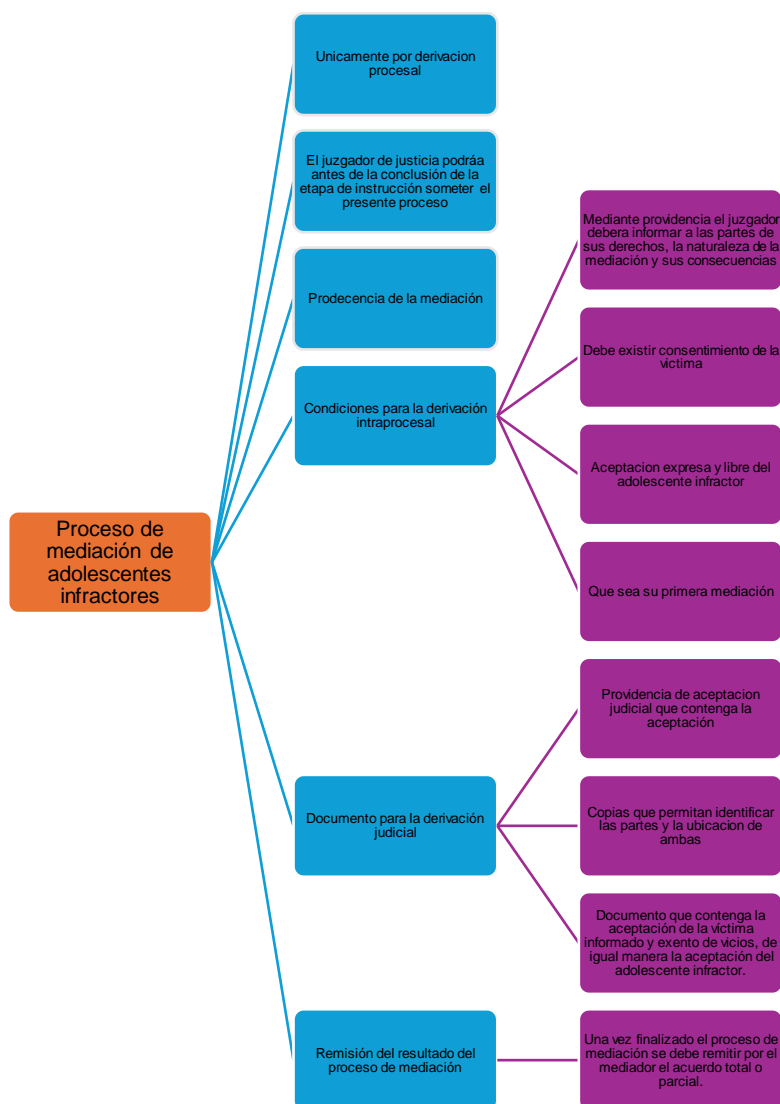 Unicamente por derivacion
procesal
El juzgador de justicia podráa
antes de la conclusión de la
etapa de instrucción someter el
presente proceso
Prodecencia de la mediación
Condiciones para la derivación
intraprocesal
Mediante providencia el juzgador
debera informar a las partes de
sus derechos, la naturaleza de la
mediación y sus consecuencias
Debe existir consentimiento de la
víctima
Aceptacion expresa y libre del
adolescente infractor
Que sea su primera mediación
Proceso de
mediación de
adolescentes
infractores
Documento para la derivación
judicial
Providencia de aceptacion
judicial que contenga la
aceptación
Copias que permitan identificar
las partes y la ubicacion de
ambas
Documento que contenga la
aceptación de la víctima
informado y exento de vicios, de
igual manera la aceptación del
adolescente infractor.
Remisión del resultado del
proceso de mediación
Una vez finalizado el proceso de
mediación se debe remitir por el
mediador el acuerdo total o
parcial.